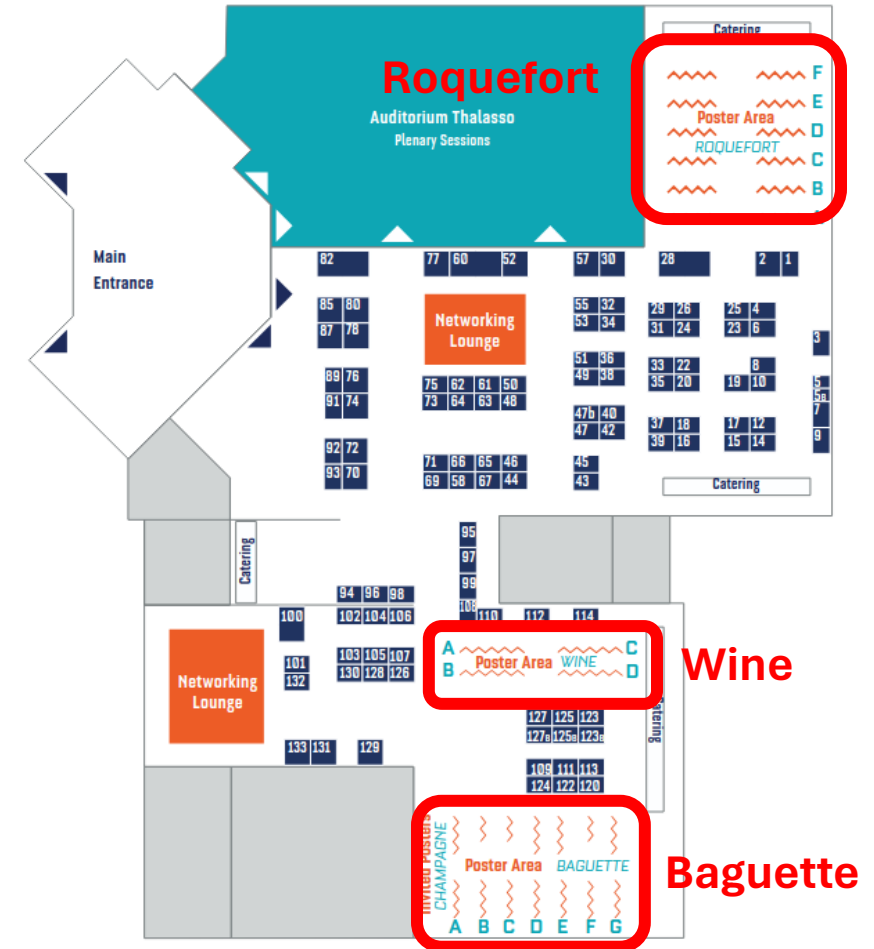 Catering
Roquefort
Auditorium Thalasso
Plenary Sessions
F
E
Poster Area
D
ROQUEFORT
C
B
Main
Entrance
82
77 60 52
57 30
28
2 1
85 80
87 78
Networking
Lounge
55 32
53 34
29 26
31 24
25 4
23 6
3
89 76
91 74
75 62 61 50
73 64 63 48
51 36
49 38
33 22
35 20
8
19 10
5
5B
7
9
47b 40
47 42
37 18
39 16
17 12
15 14
92 72
93 70
71 66 65 46
69 58 67 44
45
43
Catering
Catering
95
97
99
108
94 96 98
102 104 106
100
110
112
114
103 105 107
130 128 126
101
132
A
B
Poster Area
WINE
C
D
Wine
Networking
Lounge
Catering
127 125 123
127B 125B 123B
133 131
129
109 111 113
124 122 120
Invited Posters
CHAMPAGNE
Poster Area
BAGUETTE
A B C D E F G
Baguette